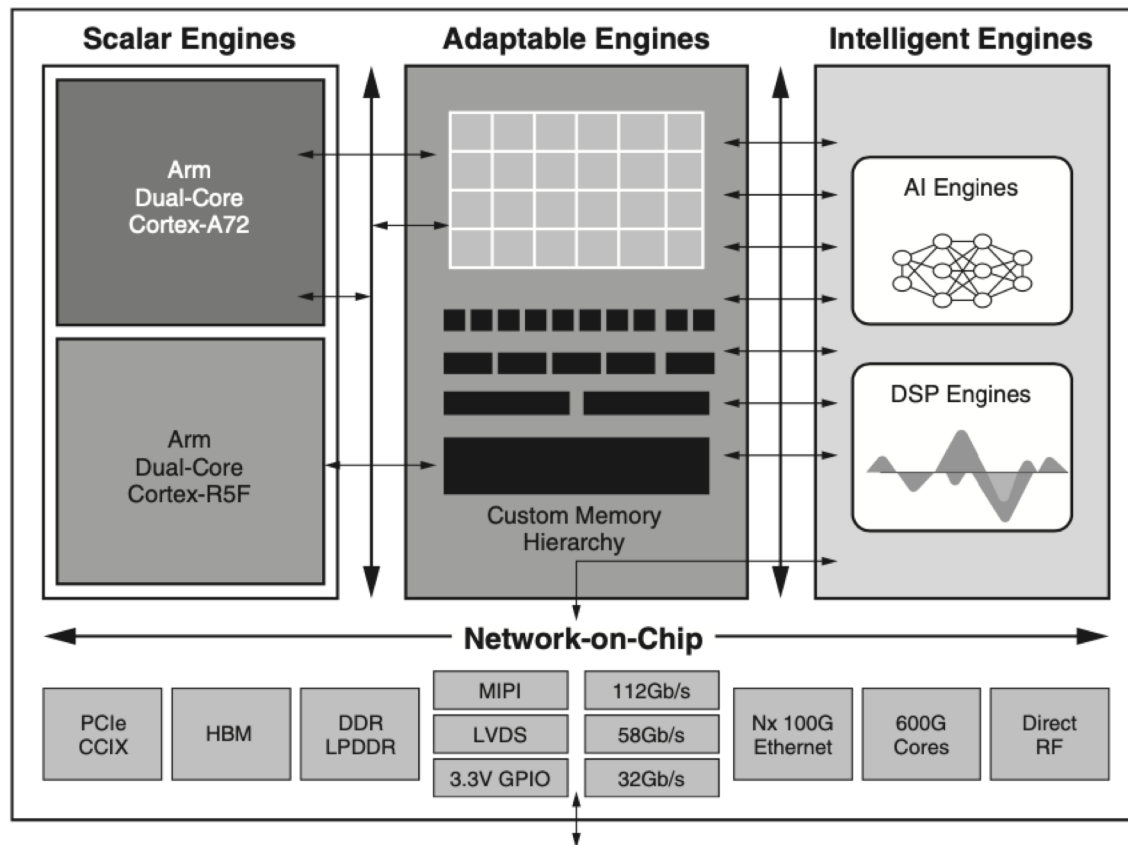 Scalar Engines
Adaptable Engines
Intelligent Engines
Arm
Dual-Core
Cortex-A72
Arm
Dual-Core
Cortex-R5F
Custom Memory
Hierarchy
AI Engines
DSP Engines
Network-on-Chip
PCIe
CCIX
HBM
DDR
LPDDR
MIPI
LVDS
3.3V GPIO
112Gb/s
58Gb/s
32Gb/s
Nx 100G
Ethernet
600G
Cores
Direct
RF